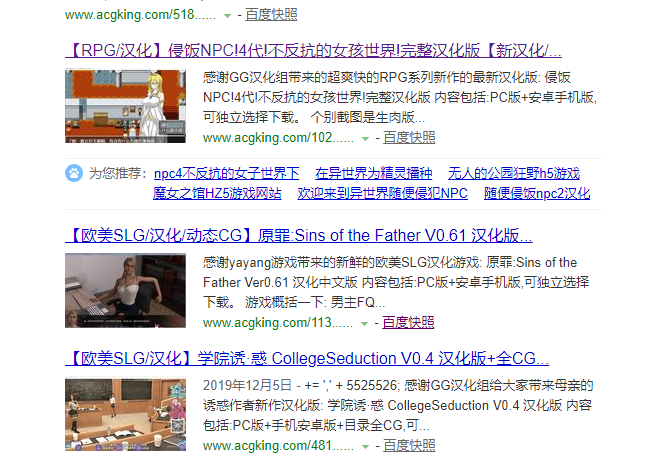 www.acgking.com/518...... - 百度快照
【RPG/汉化】侵饭NPC!4代!不反抗的女孩世界!完整汉化版【新汉化/...
感谢GG汉化组带来的超爽快的RPG系列新作的最新汉化版: 侵饭
NPC!4代!不反抗的女孩世界!完整汉化版 内容包括:PC版+安卓手机版,
可独立选择下载。 个别截图是生肉版...
www.acgking.com/102...... - 百度快照
为您推荐: npc4不反抗的女子世界下 在异世界为精灵播种 无人的公园狂野h5游戏
魔女之馆HZ5游戏网站 欢迎来到异世界随便侵犯NPC 随便侵饭npc2汉化
【欧美SLG/汉化/动态CG】原罪:Sins of the Father V0.61 汉化版...
感谢yayang游戏带来的新鲜的欧美SLG汉化游戏: 原罪:Sins of the
Father Ver0.61 汉化中文版 内容包括:PC版+安卓手机版,可独立选择
下载。 游戏概括一下: 男主FQ...
www.acgking.com/113...... - 百度快照
【欧美SLG/汉化】学院诱·惑 CollegeSeduction V0.4 汉化版+全CG...
2019年12月5日 - += ',' + 5525526; 感谢GG汉化组给大家带来母亲的
诱惑作者新作汉化版: 学院诱·惑 CollegeSeduction V0.4 汉化版 内容
包括:PC版+手机安卓版+目录全CG,可...
www.acgking.com/481...... - 百度快照